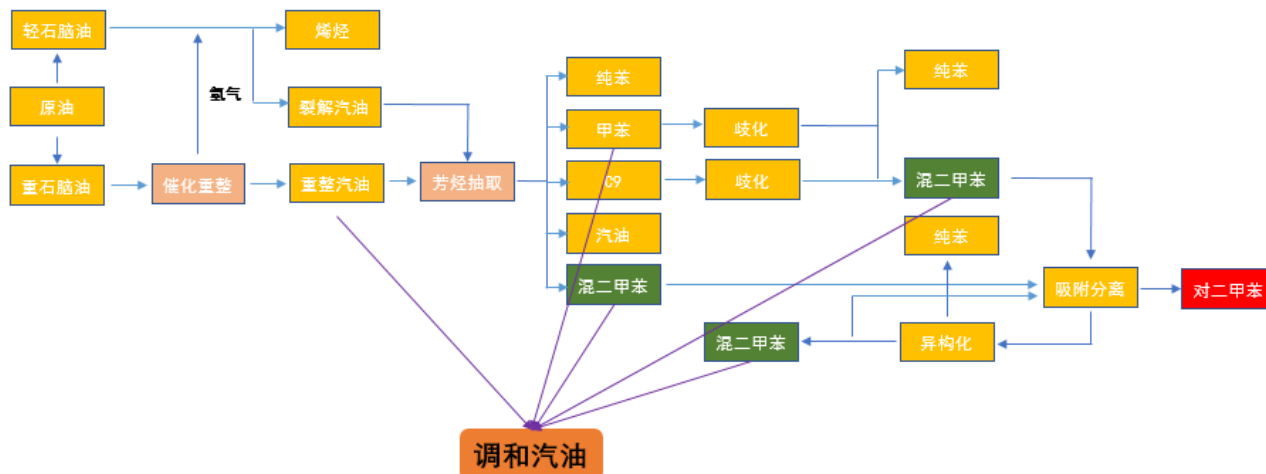 轻石脑油
烯烃
原油
氢气
裂解汽油
重石脑油
催化重整
重整汽油
芳烃抽取
纯苯
甲苯
歧化
纯苯
C9
歧化
混二甲苯
汽油
纯苯
混二甲苯
吸附分离
对二甲苯
混二甲苯
异构化
调和汽油